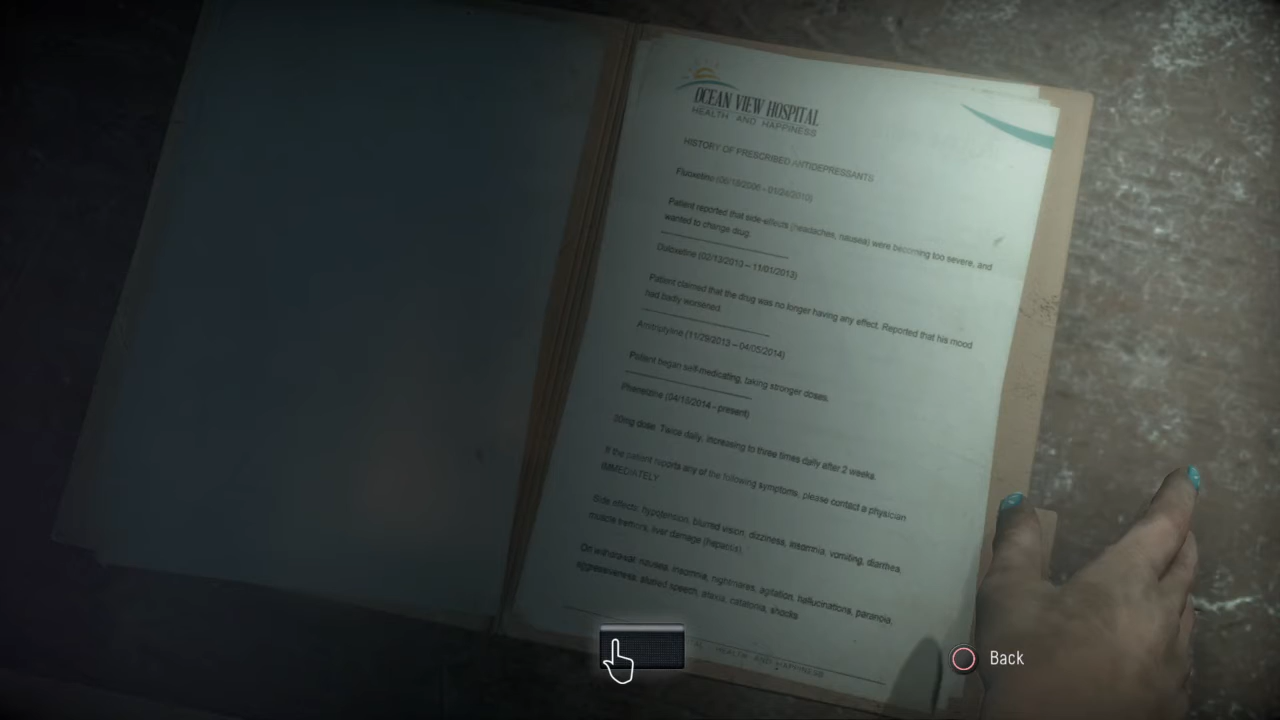 OCEAN VIEW HOSPITAL
HEALTH AND HAPPINESS
HISTORY OF PRESCRIBED ANTIDEPRESSANTS
Fluoxetine - 01/24/2010)
Patient reported that side-effects (headaches, nausea) were becoming too severe, and
wanted to change drug.
Duloxetine (02/13/2013 – 11/01/2013)
Patient claimed that the drug was no longer having any effect. Reported that his mood
had badly worsened.
Amitriptyline (11/29/2013 – 04/05/2014)
Patient began self-medicating, taking stronger doses.
Phenelzine (04/15/2014 - present)
30mg dose. Twice daily, increasing to three times daily after 2 weeks.
If the patient reports any of the following symptoms, please contact a physician
IMMEDIATELY
Side effects: hypotension, blurred vision, dizziness, insomnia, vomiting, diarrhea,
muscle tremors, liver damage (hepatitis).
On withdrawal: nausea, insomnia, nightmares, agitation, hallucinations, paranoia,
aggressiveness, slurred speech, ataxia, catatonia, shocks
HEALTH AND HAPPINESS
Back